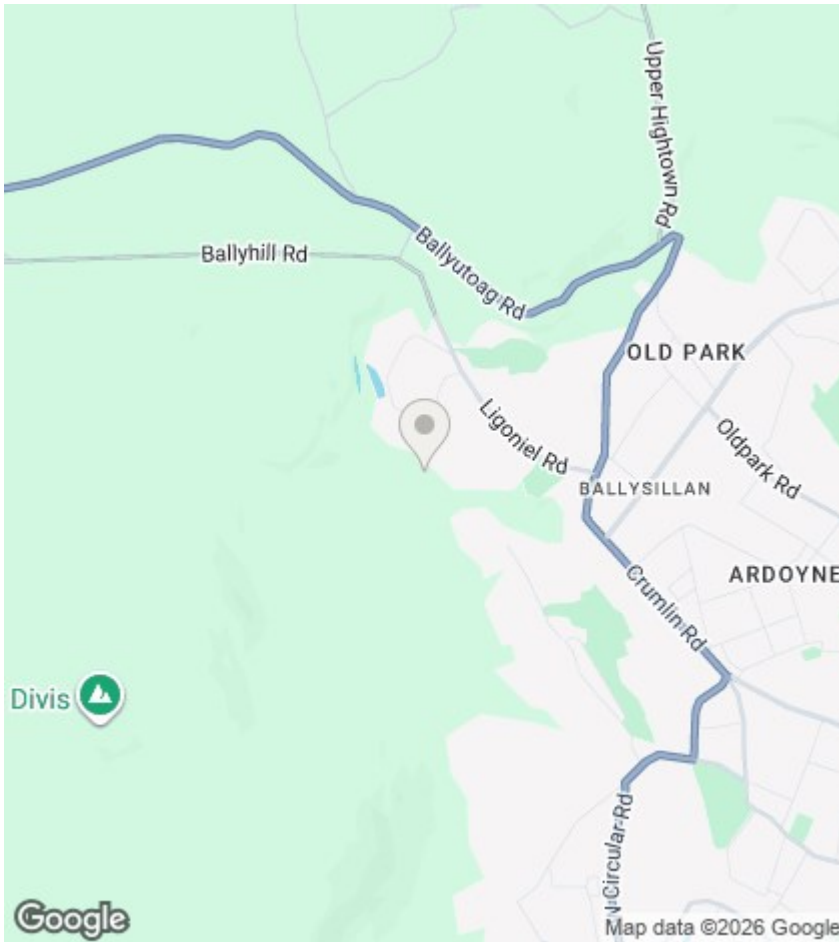 Upper Hightown Rd
Ballyutoag Rd
Ballyhill Rd
OLD PARK
Ligoniel Rd
Oldpark Rd
BALLYSILLAN
ARDOYNE
Crumlin Rd
Divis
N Circular Rd
Google
Map data ©2026 Google